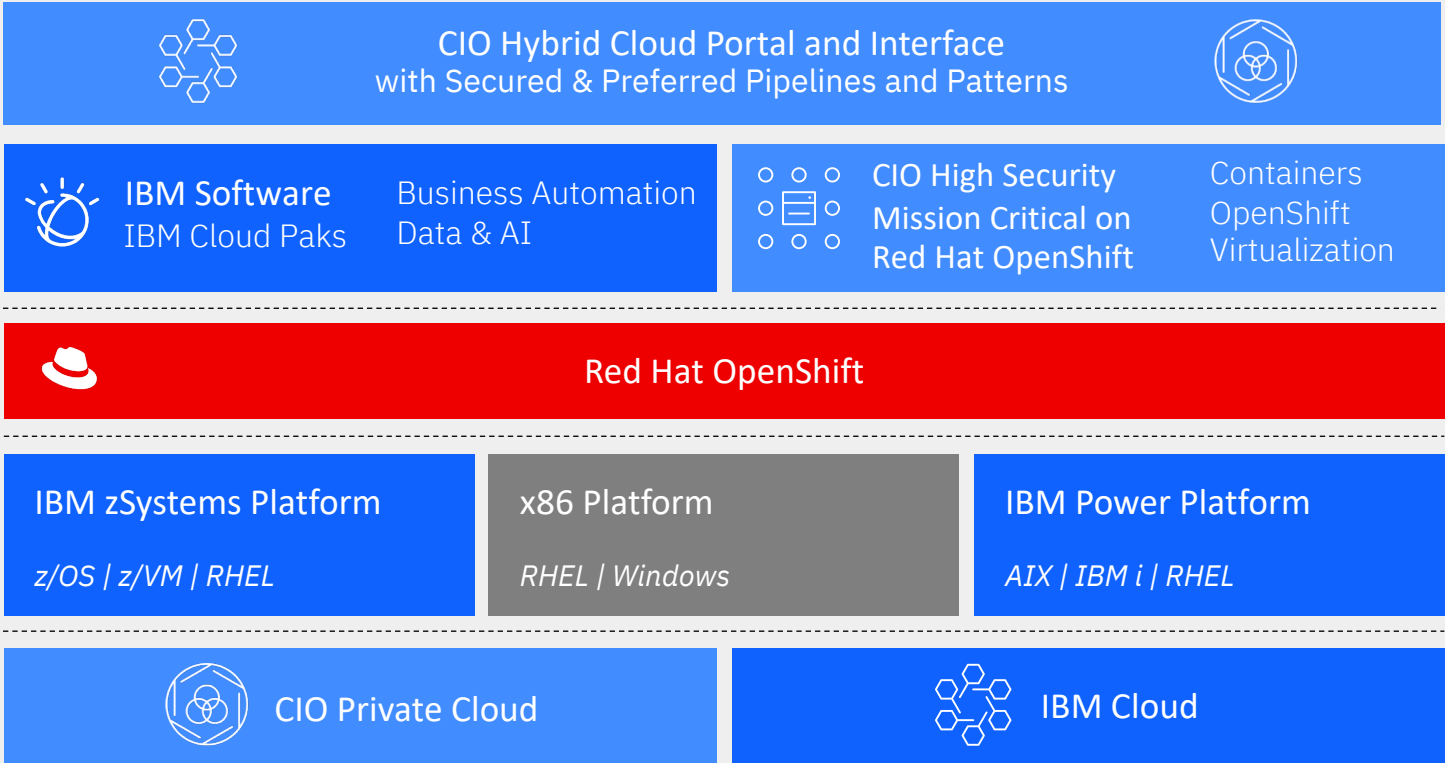 CIO Hybrid Cloud Portal and Interface
with Secured & Preferred Pipelines and Patterns
IBM Software
IBM Cloud Paks
Business Automation
Data & AI
CIO High Security
Mission Critical on
Red Hat OpenShift
Containers
OpenShift
Virtualization
Red Hat OpenShift
IBM zSystems Platform
z/OS | z/VM | RHEL
x86 Platform
RHEL | Windows
IBM Power Platform
AIX | IBM i | RHEL
CIO Private Cloud
IBM Cloud